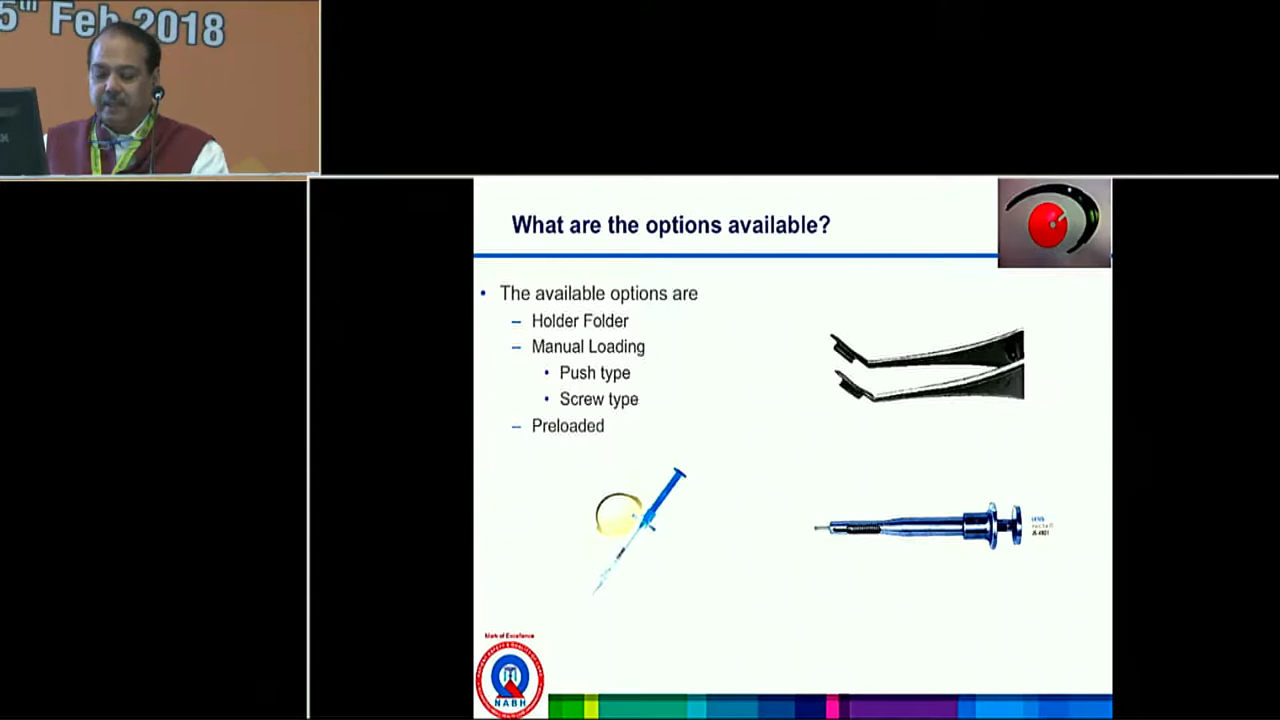 5th Feb 2018
What are the options available?
• The available options are
– Holder Folder
– Manual Loading
• Push type
• Screw type
– Preloaded
Mark of Excellence
NABH